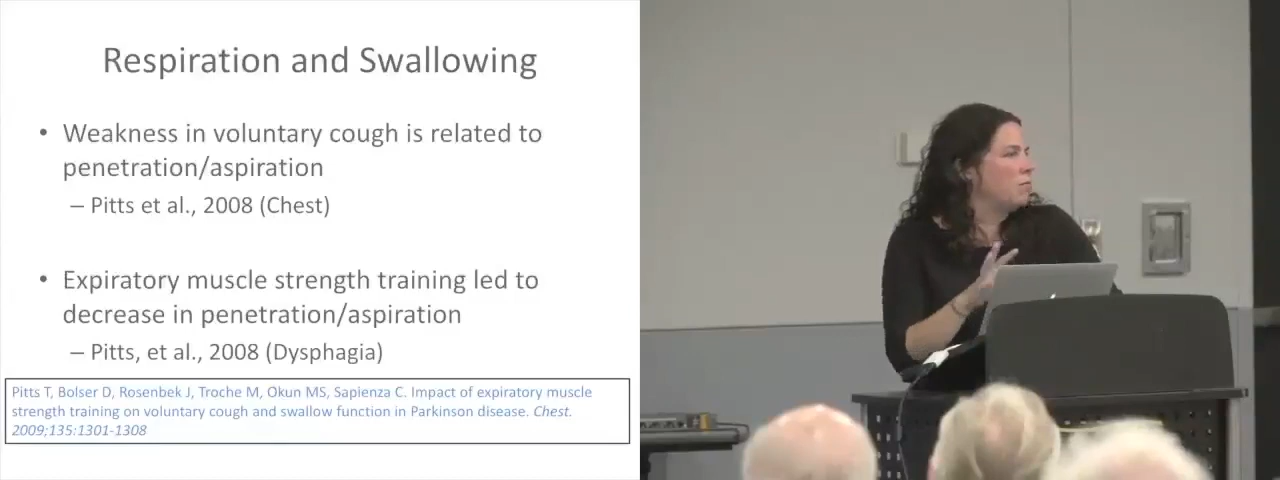 Respiration and Swallowing
• Weakness in voluntary cough is related to
penetration/aspiration
– Pitts et al., 2008 (Chest)
• Expiratory muscle strength training led to
decrease in penetration/aspiration
– Pitts, et al., 2008 (Dysphagia)
Pitts T, Bolser D, Rosenbek J, Troche M, Okun MS, Sapienza C. Impact of expiratory muscle
strength training on voluntary cough and swallow function in Parkinson disease. Chest.
2009;135:1301-1308